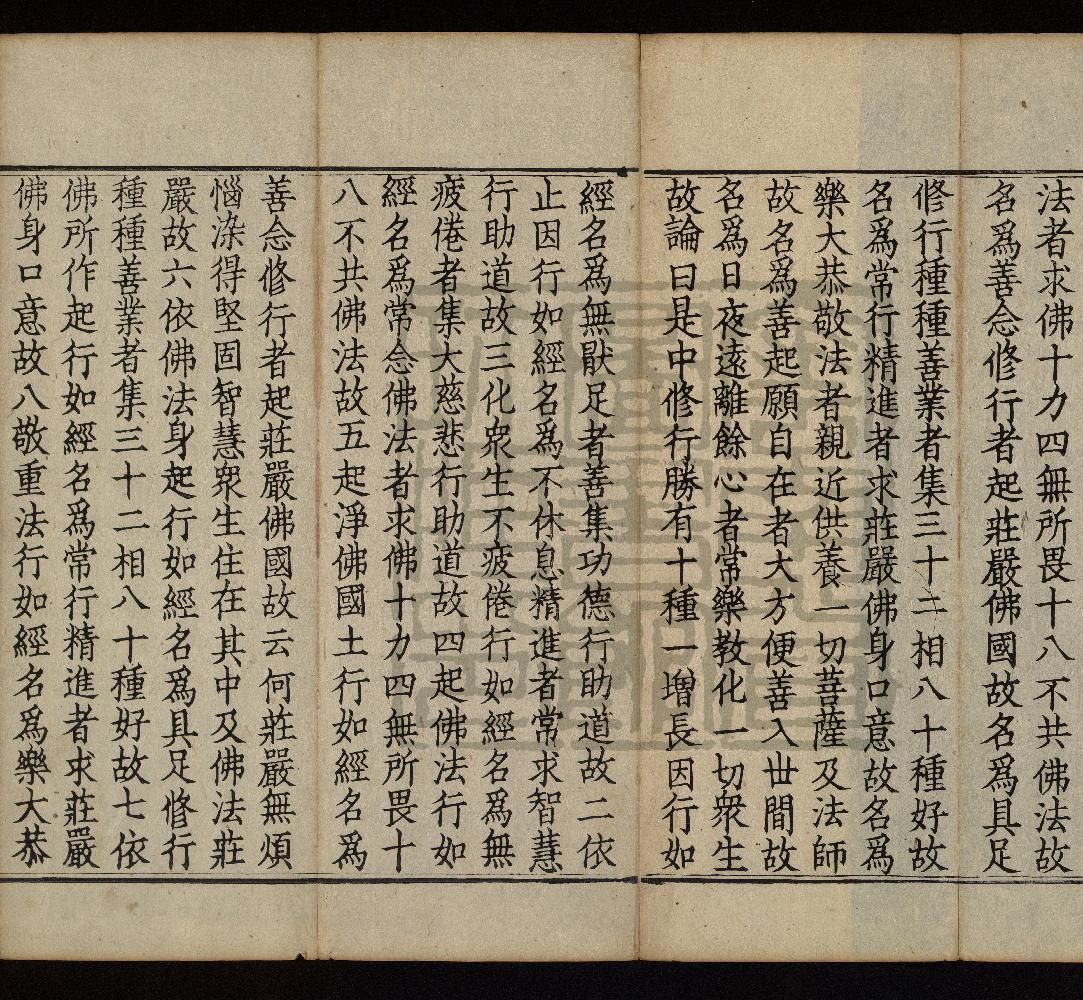 法者求佛十力四無所畏十八不共佛法故
名爲善念修行者起莊嚴佛國故名爲具足
修行種種善業者集三十二相八十種好故
名爲常行精進者求莊嚴佛身口意故名爲
樂大恭敬法者親近供養一切菩薩及法師
故名爲善起願自在者大方便善入世間故
名爲日夜遠離餘心者常樂教化一切衆生
故論曰是中修行勝有十種一增長因行如
經名爲無猒足者善集功德行助道故二依
止因行如經名爲不休息精進者常求智慧
行助道故三化衆生不疲倦行如經名爲無
疲倦者集大慈悲行助道故四起佛法行如
經名爲常念佛法者求佛十力四無所畏十
八不共佛法故五起淨佛國土行如經名爲
善念修行者起莊嚴佛國故云何莊嚴無煩
惱染得堅固智慧衆生住在其中及佛法莊
嚴故六依佛法身起行如經名爲具足修行
種種善業者集三十二相八十種好故七依
佛所作起行如經名爲常行精進者求莊嚴
佛身口意故八敬重法行如經名爲樂大恭